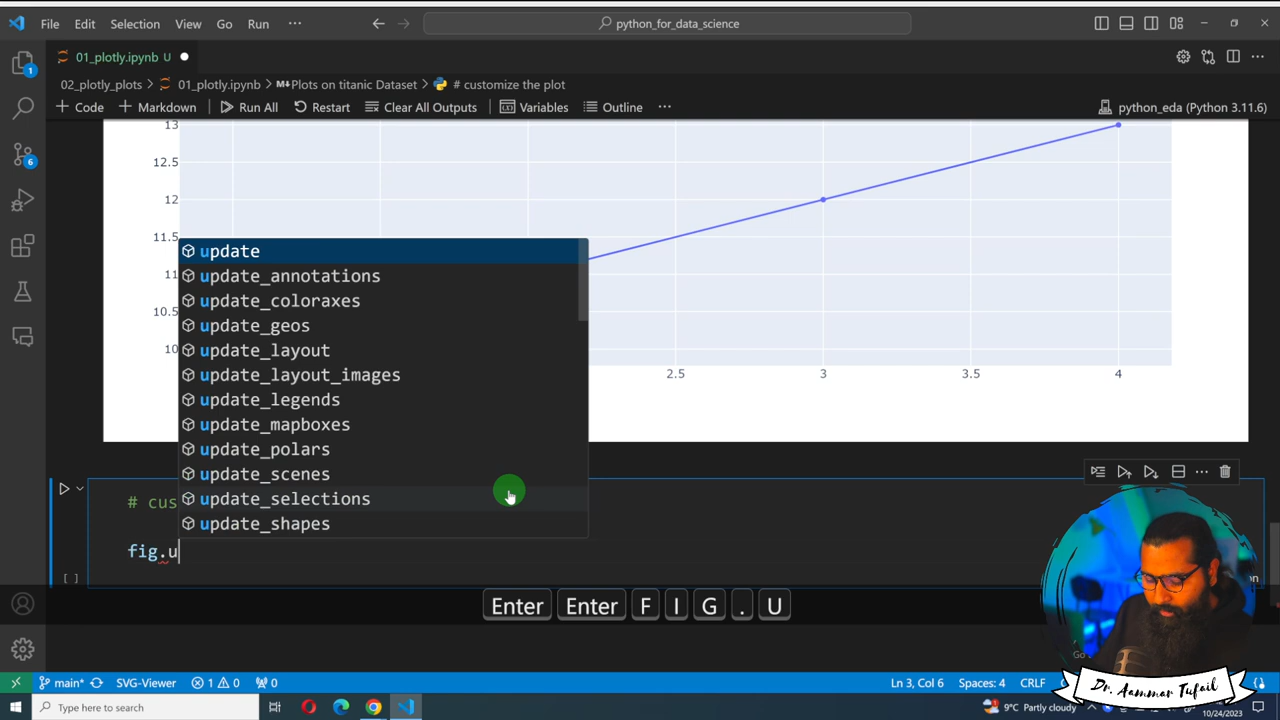 File Edit Selection View Go Run ··· python_for_data_science
01_plotly.ipynb U
02_plotly_plots > 01_plotly.ipynb > Plots on titanic Dataset > # customize the plot
+ Code + Markdown Run All Restart Clear All Outputs Variables Outline ··· python_eda (Python 3.11.6)
13
12.5
12
11.5
11
10.5
10
2.5 3 3.5 4
update
update_annotations
update_coloraxes
update_geos
update_layout
update_layout_images
update_legends
update_mapboxes
update_polars
update_scenes
update_selections
update_shapes
# cus
fig.u
[ ]
Enter Enter F I G . U
1
6
main* SVG-Viewer 1 0 0 Ln 3, Col 6 Spaces: 4 CRLF
Dr. Aammar Tufail
Type here to search 9°C Partly cloudy 10/24/2023